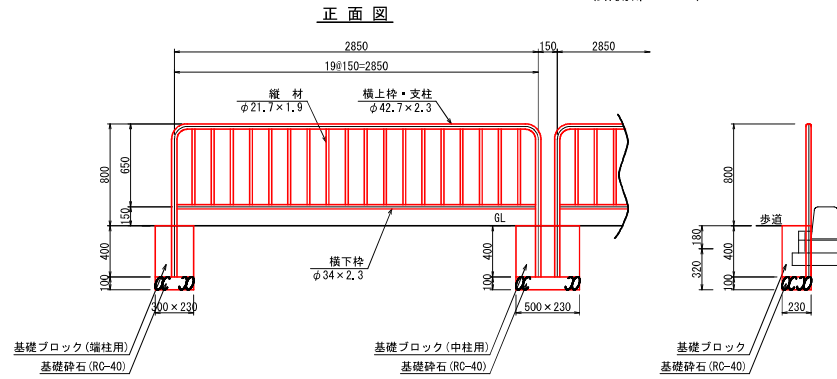 正面図
2850
150
2850
19@150=2850
縦 材
φ21.7×1.9
横上枠・支柱
φ42.7×2.3
800
650
150
GL
400
100
横下枠
φ34×2.3
400
100
300×230
500×230
基礎ブロック(端柱用)
基礎砕石(RC-40)
基礎ブロック(中柱用)
基礎砕石(RC-40)
800
歩道
180
320
400
100
230
基礎ブロック
基礎砕石(RC-40)